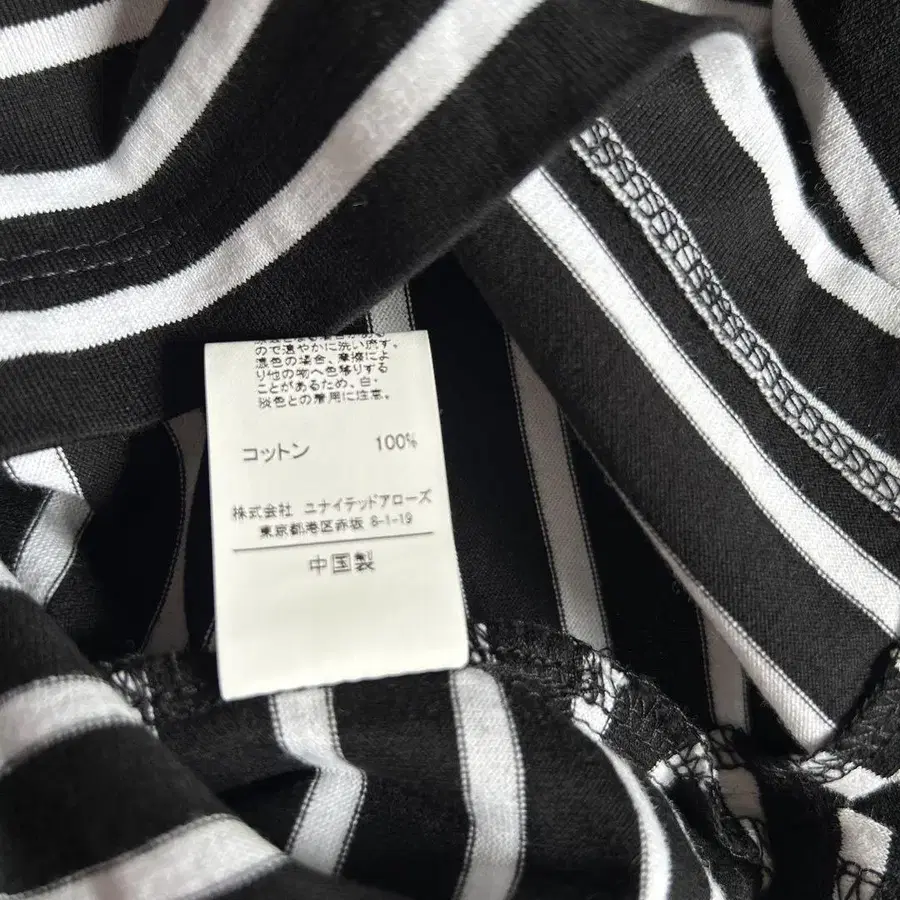 ので速やかに洗い流す。
濃色の場合、摩擦によ
り他の物へ色移りする
ことがあるため、白・
淡色との着用に注意。
コットン 100%
株式会社 ユナイテッドアローズ
東京都港区赤坂 8-1-19
中国製